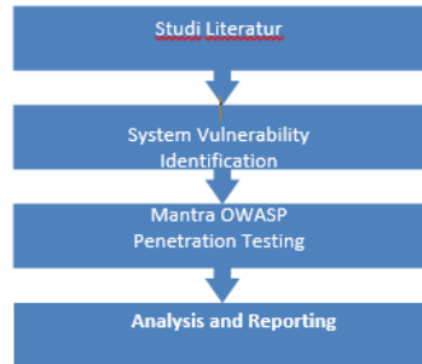 Studi Literatur
System Vulnerability
Identification
Mantra OWASP
Penetration Testing
Analysis and Reporting